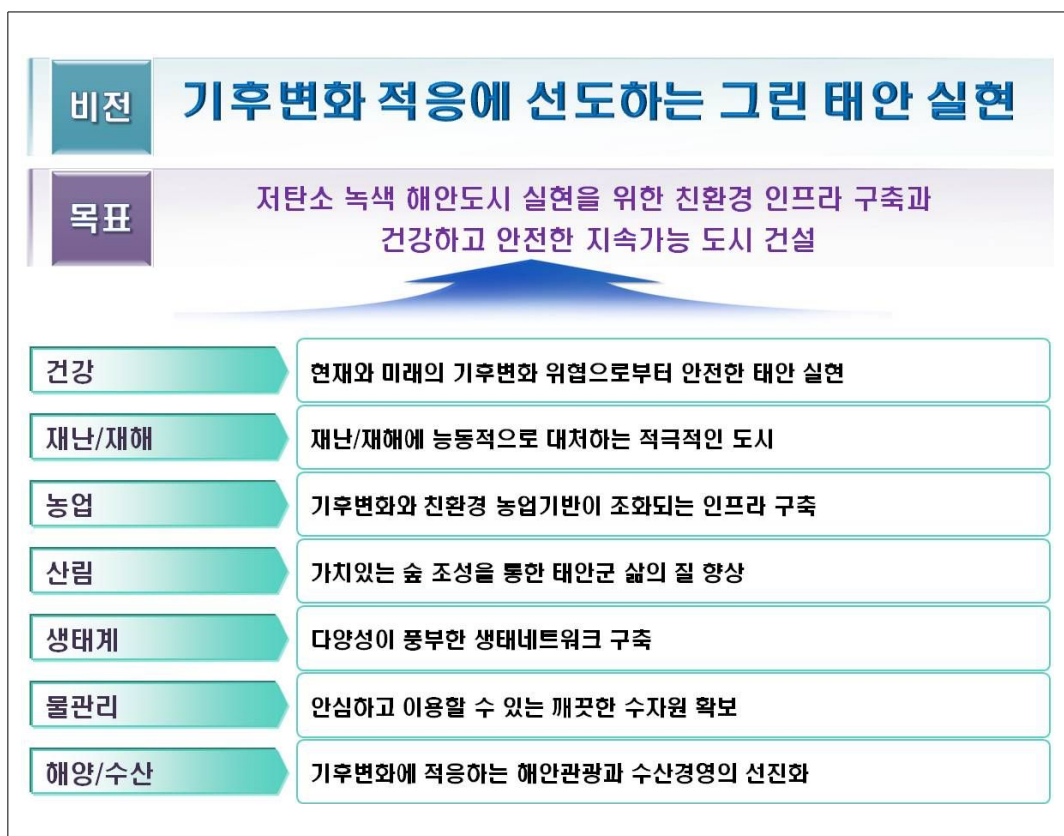 비전
기후변화 적응에 선도하는 그린 태안 실현
목표
저탄소 녹색 해안도시 실현을 위한 친환경 인프라 구축과
건강하고 안전한 지속가능 도시 건설
건강
현재와 미래의 기후변화 위협으로부터 안전한 태안 실현
재난/재해
재난/재해에 능동적으로 대처하는 적극적인 도시
농업
기후변화와 친환경 농업기반이 조화되는 인프라 구축
산림
가치있는 숲 조성을 통한 태안군 삶의 질 향상
생태계
다양성이 풍부한 생태네트워크 구축
물관리
안심하고 이용할 수 있는 깨끗한 수자원 확보
해양/수산
기후변화에 적응하는 해안관광과 수산경영의 선진화